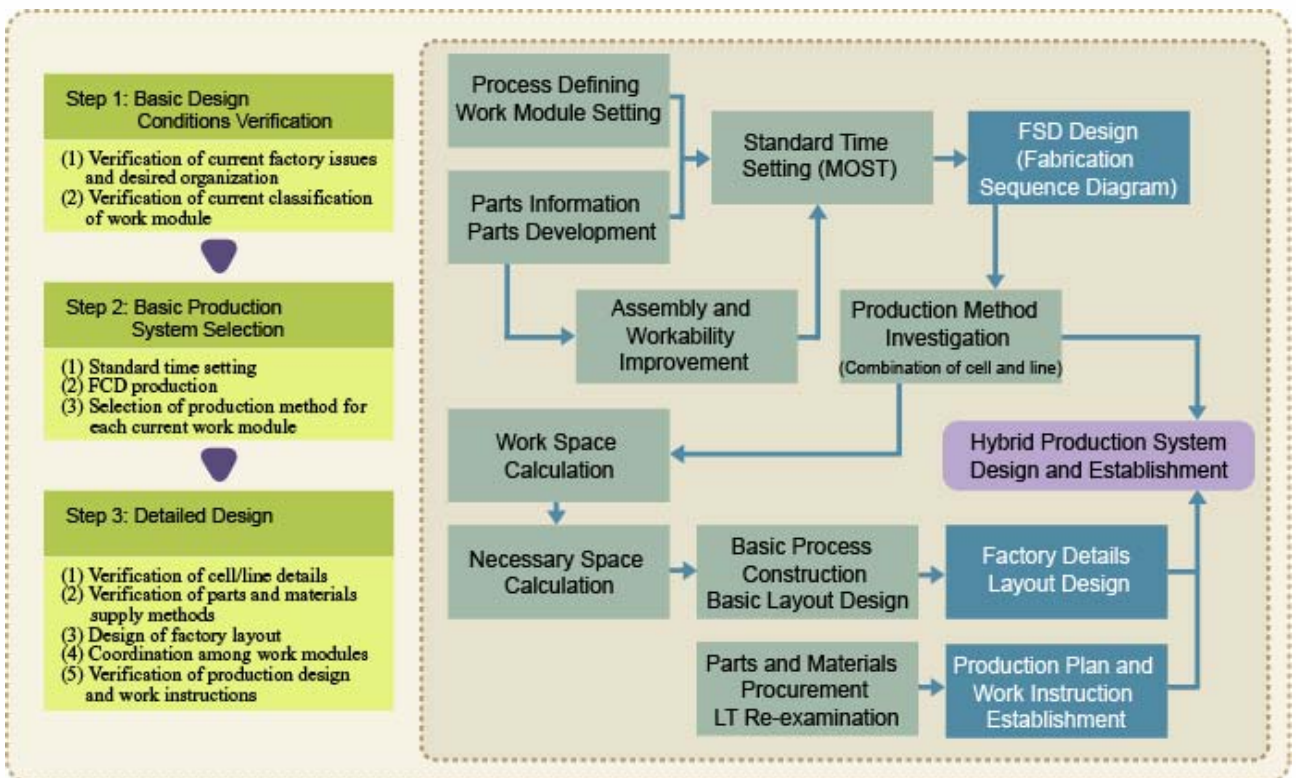 Step 1: Basic Design
Conditions Verification
(1) Verification of current factory issues
and desired organization
(2) Verification of current classification
of work module
Step 2: Basic Production
System Selection
(1) Standard time setting
(2) FCD production
(3) Selection of production method for
each current work module
Step 3: Detailed Design
(1) Verification of cell/line details
(2) Verification of parts and materials
supply methods
(3) Design of factory layout
(4) Coordination among work modules
(5) Verification of production design
and work instructions
Process Defining
Work Module Setting
Parts Information
Parts Development
Standard Time
Setting (MOST)
FSD Design
(Fabrication
Sequence Diagram)
Assembly and
Workability
Improvement
Production Method
Investigation
(Combination of cell and line)
Work Space
Calculation
Hybrid Production System
Design and Establishment
Necessary Space
Calculation
Basic Process
Construction
Basic Layout Design
Factory Details
Layout Design
Parts and Materials
Procurement
LT Re-examination
Production Plan and
Work Instruction
Establishment